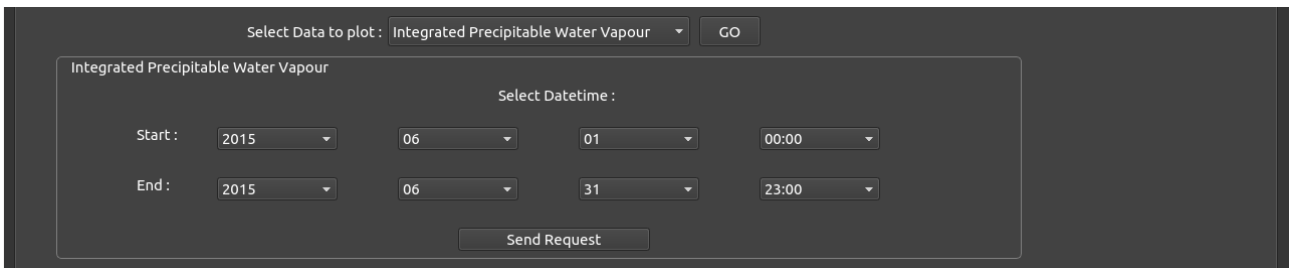 Select Data to plot : Integrated Precipitable Water Vapour GO
Integrated Precipitable Water Vapour
Select Datetime :
Start : 2015 06 01 00:00
End : 2015 06 31 23:00
Send Request